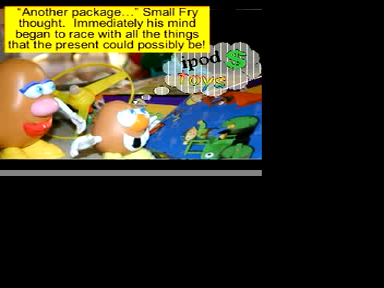 “Another package...” Small Fry
thought.  Immediately his mind
began to race with all the things
that the present could possibly be!
ipod $
TOYS